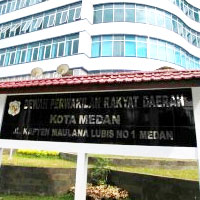 DEWAN PERWAKILAN RAKYAT DAERAH
KOTA MEDAN
JL. KAPTEN MAULANA LUBIS NO 1 MEDAN